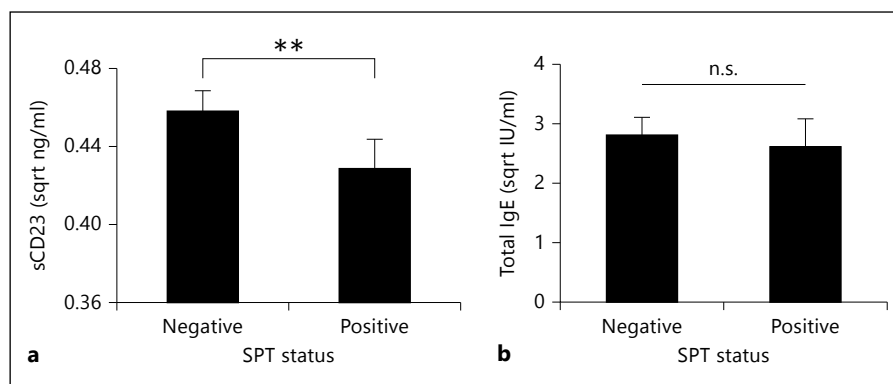 **
0.48
0.44
0.40
0.36
sCD23 (sqrt ng/ml)
Negative Positive
SPT status
a
n.s.
4
3
2
1
0
Total IgE (sqrt IU/ml)
Negative Positive
SPT status
b